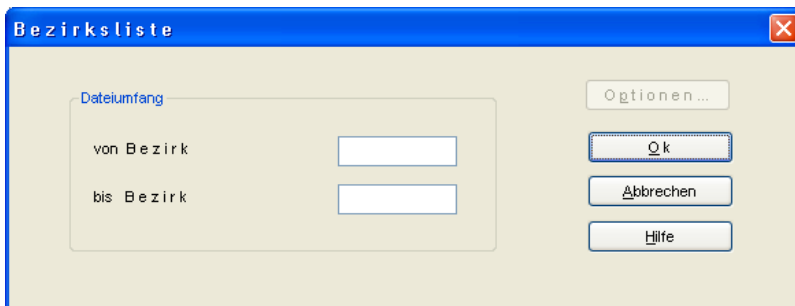 Bezirksliste
Dateiumfang
von Bezirk
bis Bezirk
Optionen...
Ok
Abbrechen
Hilfe